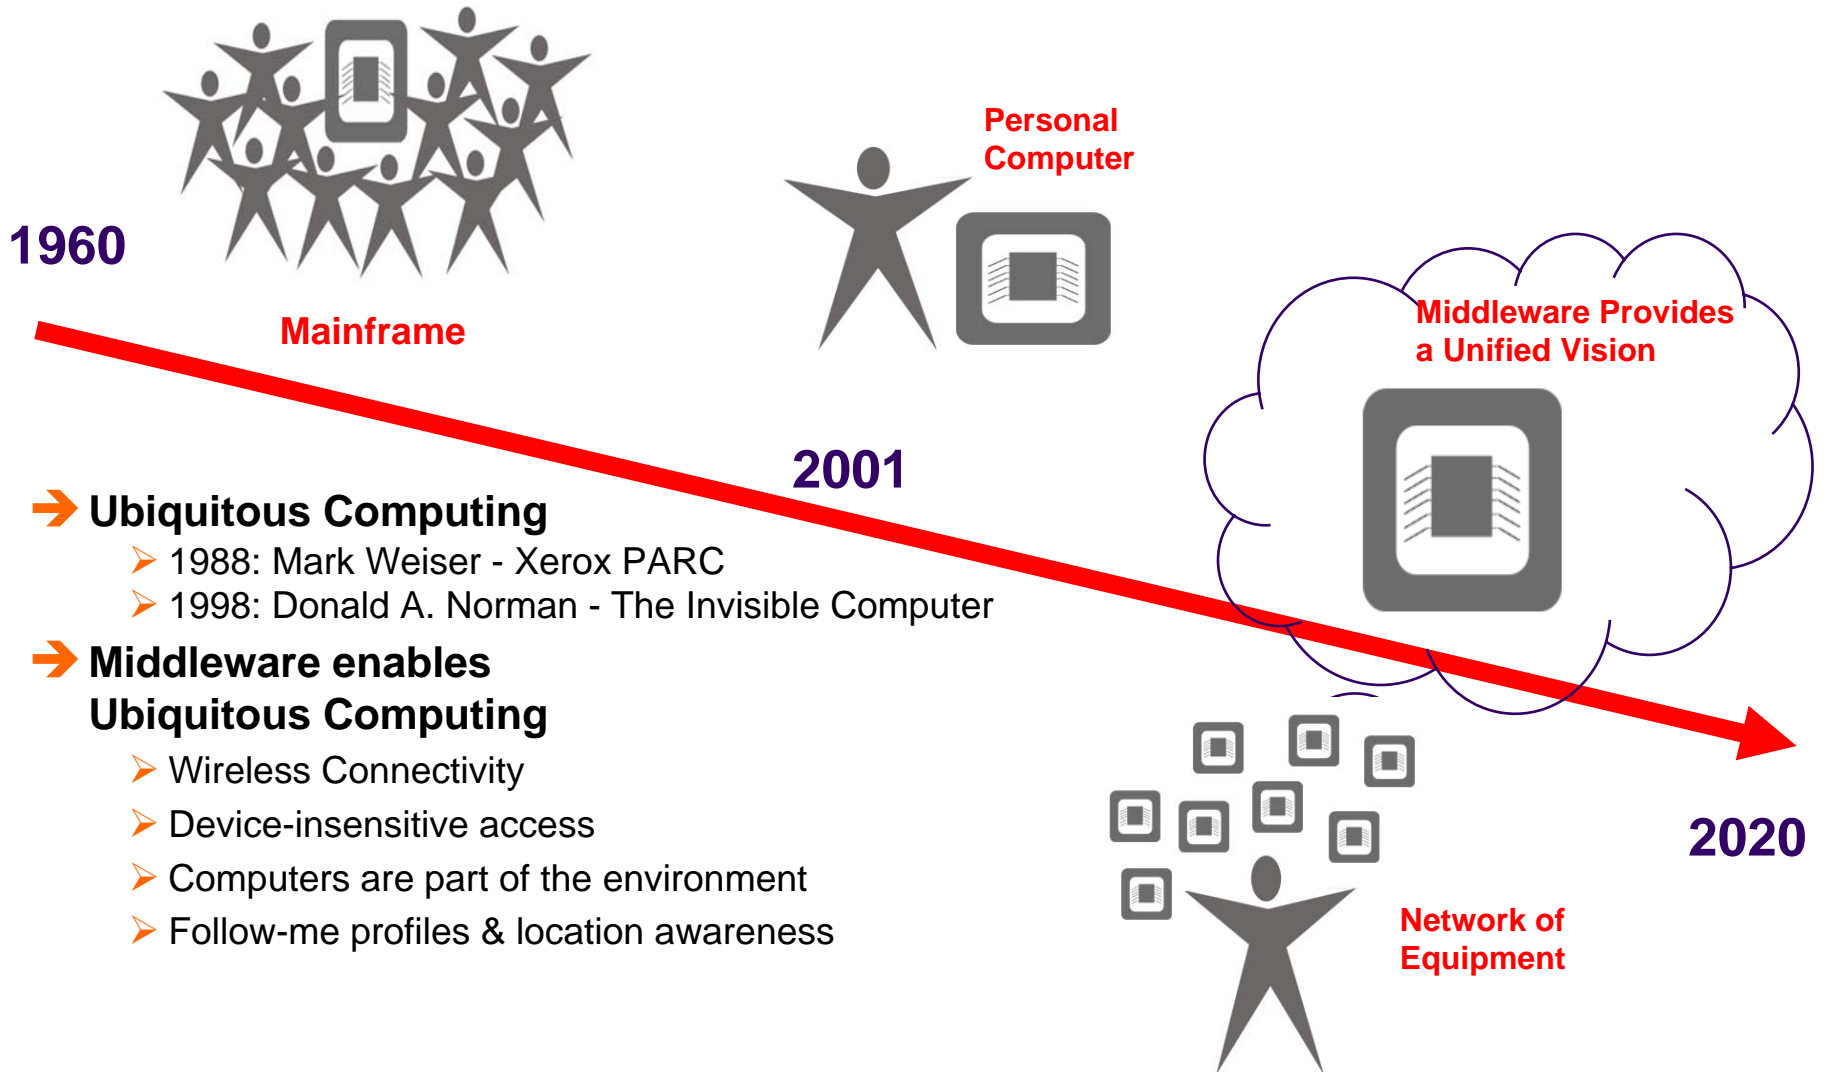 Personal
Computer
1960
Middleware Provides
a Unified Vision
Mainframe
2001
Ubiquitous Computing
1988: Mark Weiser - Xerox PARC
1998: Donald A. Norman - The Invisible Computer
Middleware enables
Ubiquitous Computing
Wireless Connectivity
Device-insensitive access
Computers are part of the environment
Follow-me profiles & location awareness
2020
Network of
Equipment